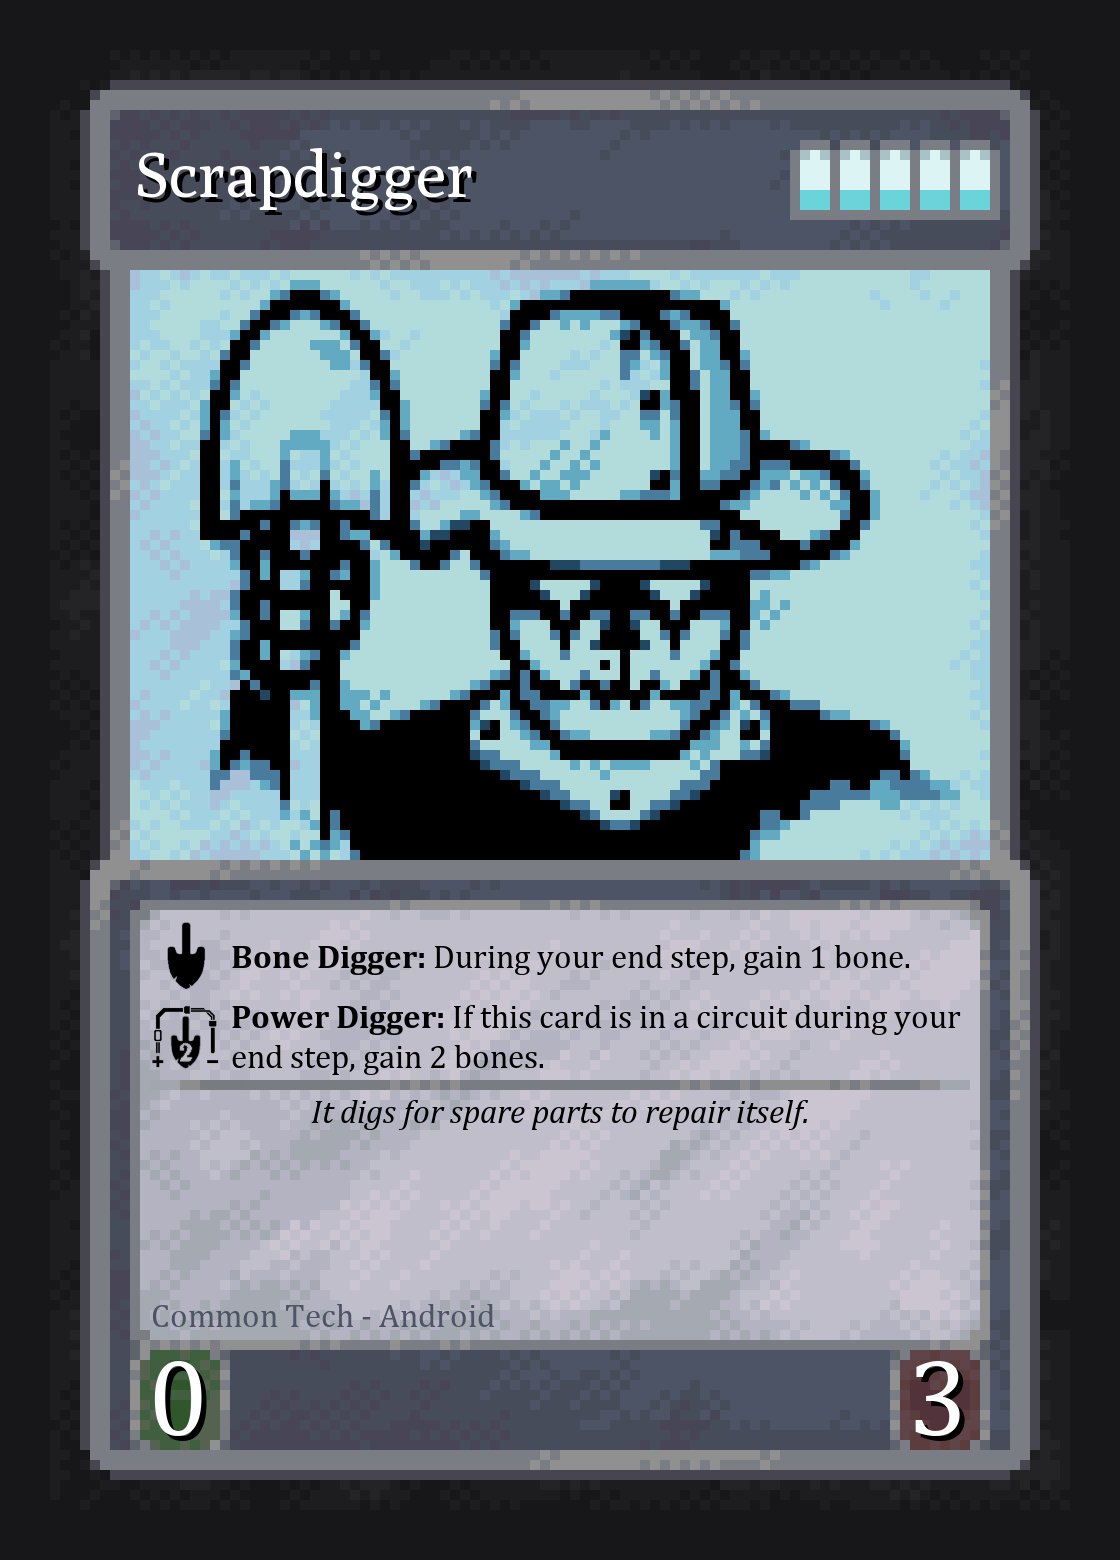 Scrapdigger
Bone Digger: During your end step, gain 1 bone.
Power Digger: If this card is in a circuit during your
2
end step, gain 2 bones.
It digs for spare parts to repair itself.
Common Tech - Android
0
3